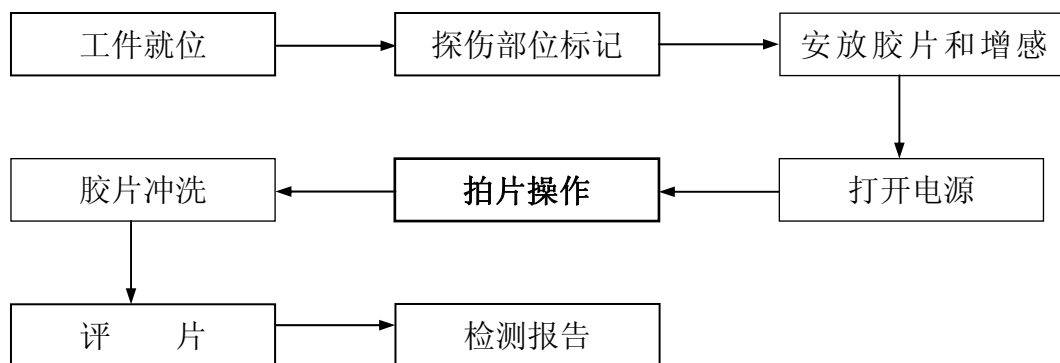 工件就位
探伤部位标记
安放胶片和增感
打开电源
拍片操作
胶片冲洗
评 片
检测报告